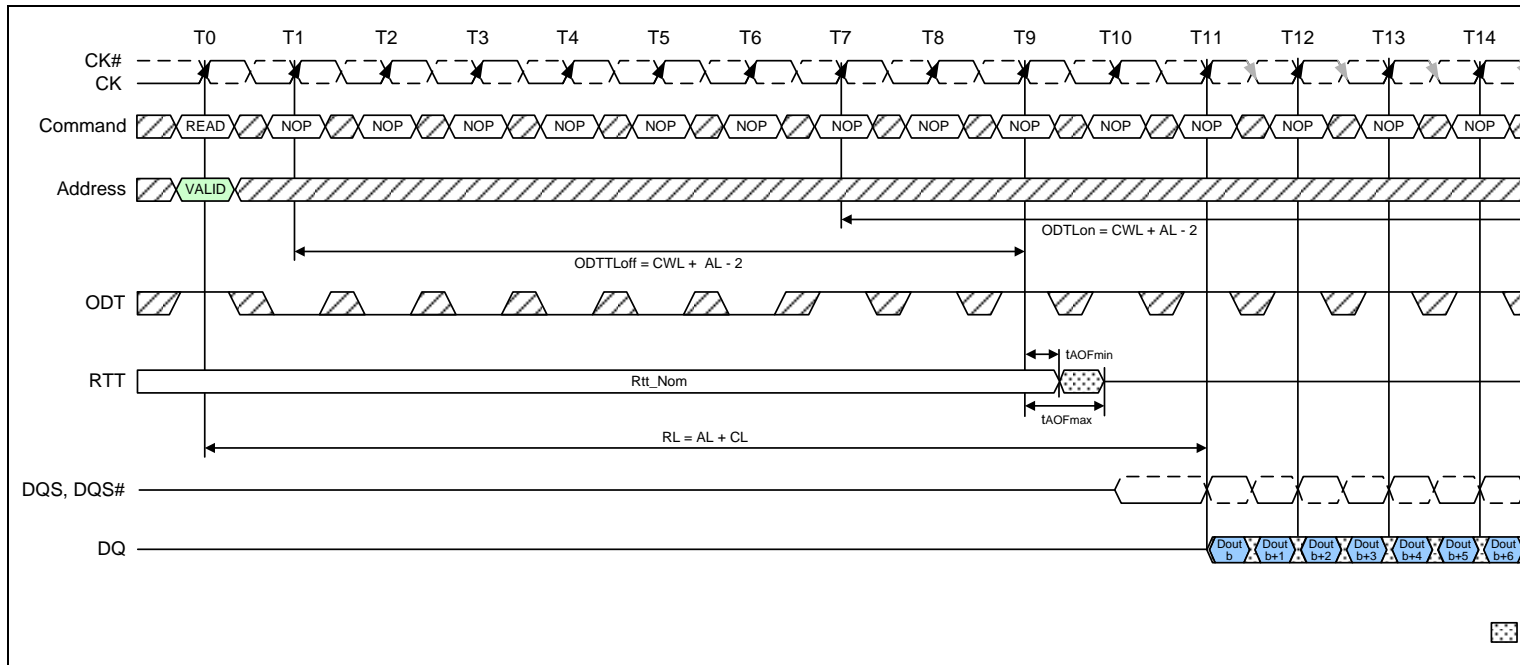 T0 T1 T2 T3 T4 T5 T6 T7 T8 T9 T10 T11 T12 T13 T14
CK#
CK
Command READ NOP NOP NOP NOP NOP NOP NOP NOP NOP NOP NOP NOP NOP NOP
Address VALID
ODTLon = CWL + AL - 2
ODTTLoff = CWL + AL - 2
ODT
tAOFmin
RTT Rtt_Nom
tAOFmax
RL = AL + CL
DQS, DQS#
DQ Dout b Dout b+1 Dout b+2 Dout b+3 Dout b+4 Dout b+5 Dout b+6